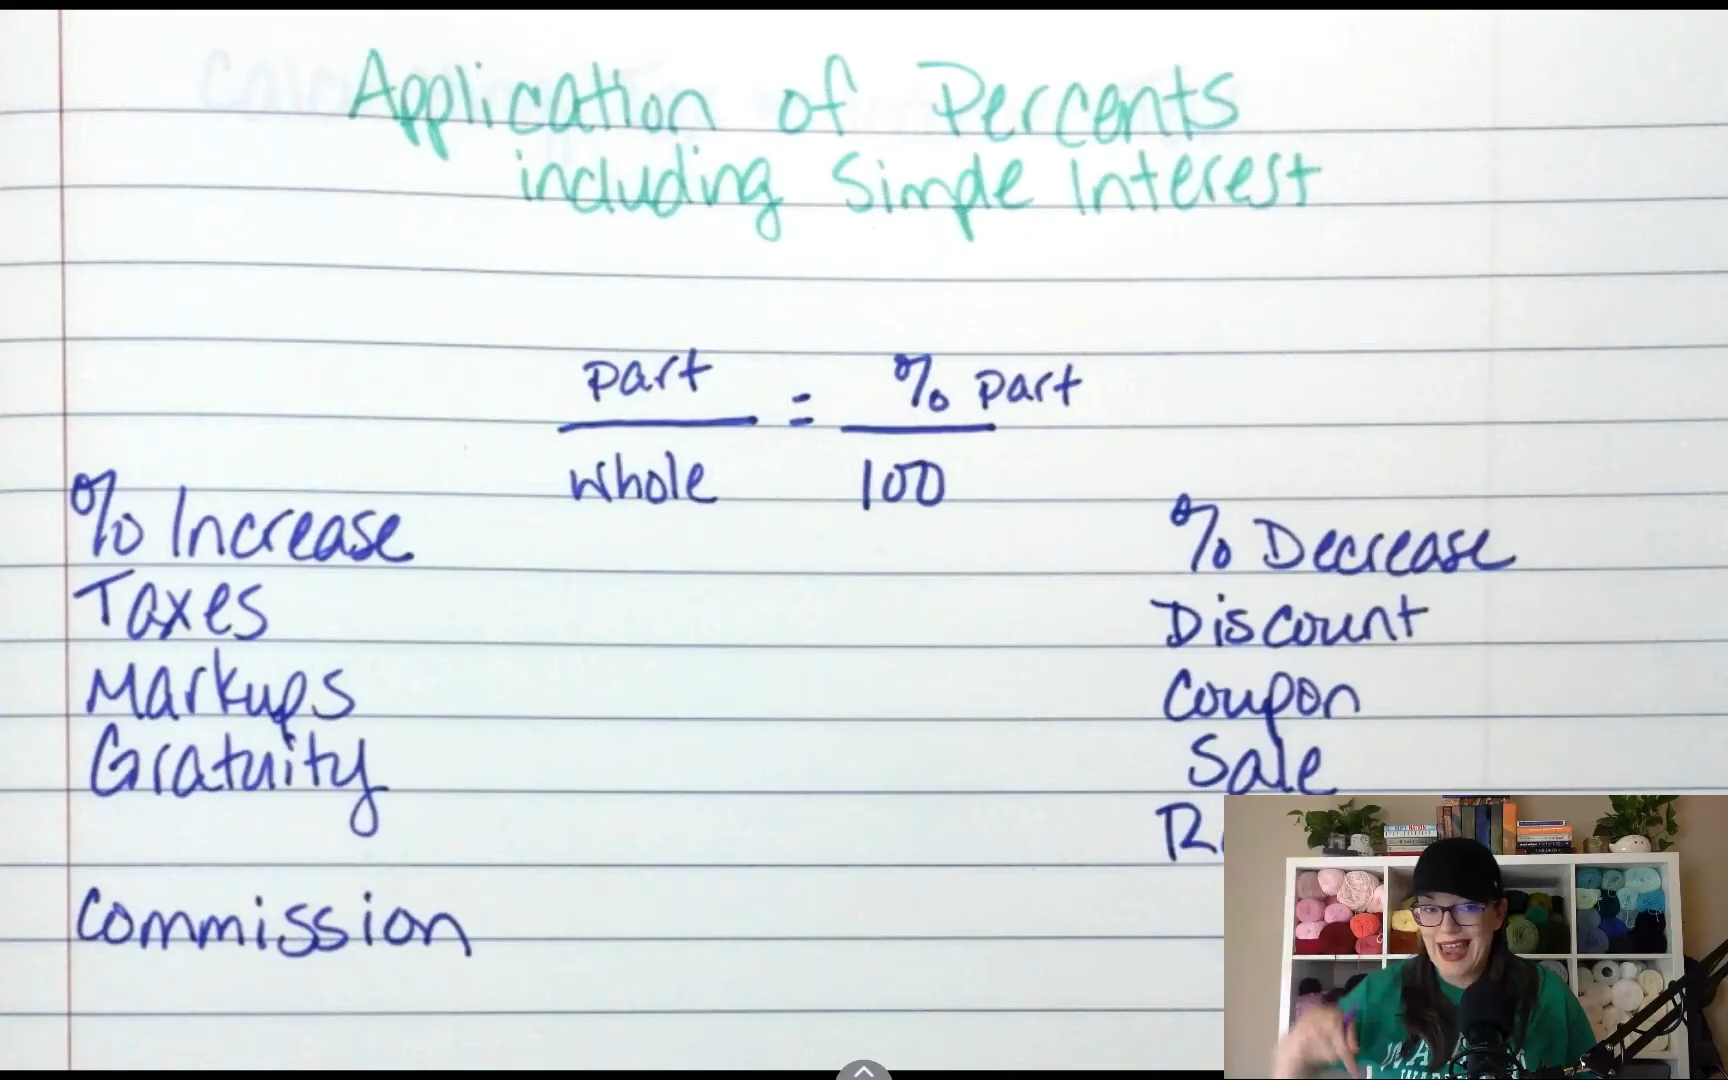 Application of Percents
including Simple Interest
part = % part
whole 100
% Increase
Taxes
Markups
Gratuity
Commission
% Decrease
Discount
Coupon
Sale